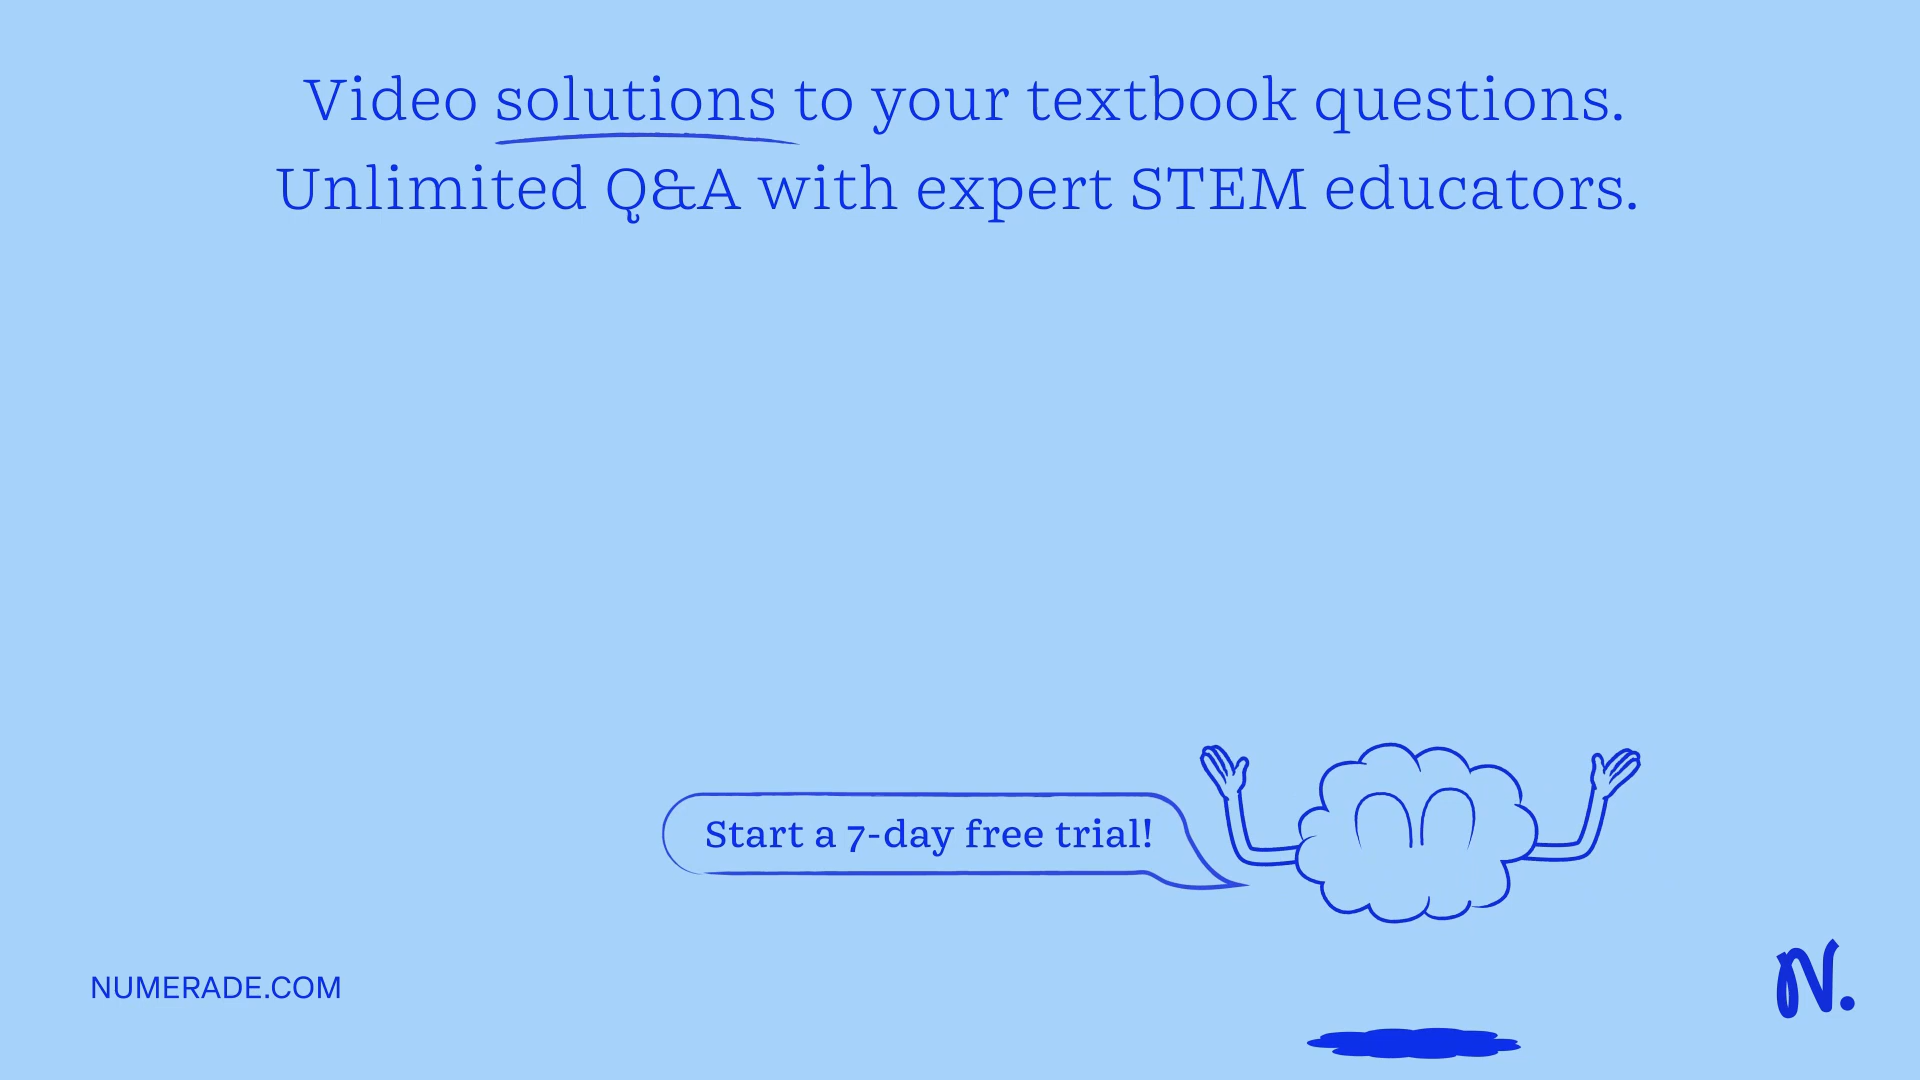 Video solutions to your textbook questions.
Unlimited Q&A with expert STEM educators.
Start a 7-day free trial!
NUMERADE.COM
N.